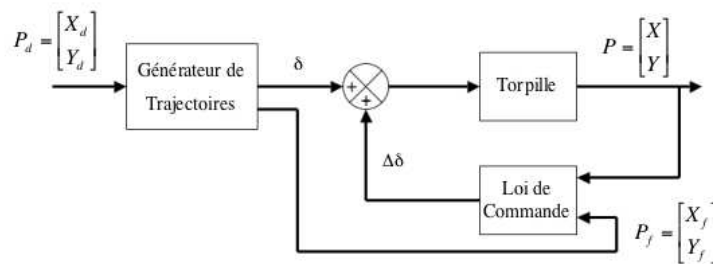 P_d = [X_d
Y_d]
Générateur de
Trajectoires
δ
+
+
Torpille
P = [X
Y]
Δδ
Loi de
Commande
P_f = [X_f
Y_f]